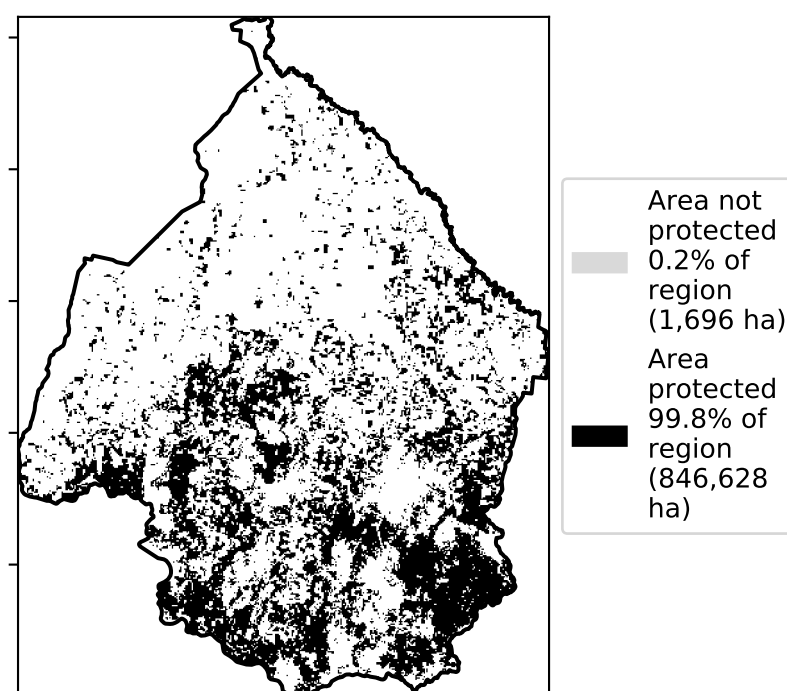 Area not
protected
0.2% of
region
(1,696 ha)
Area
protected
99.8% of
region
(846,628
ha)